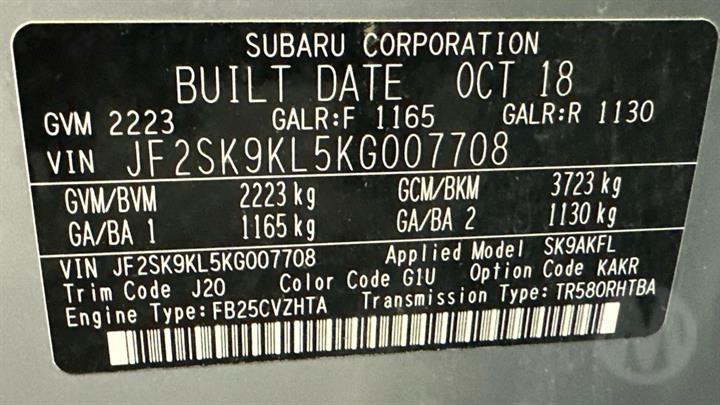 SUBARU CORPORATION
BUILT DATE OCT 18
GVM 2223 GALR:F 1165 GALR:R 1130
VIN JF2SK9KL5KG007708
GVM/BVM 2223 kg GCM/BKM 3723 kg
GA/BA 1 1165 kg GA/BA 2 1130 kg
VIN JF2SK9KL5KG007708 Applied Model SK9AKFL
Trim Code J20 Color Code G1U Option Code KAKR
Engine Type:FB25CVZHTA Transmission Type:TR580RHTBA